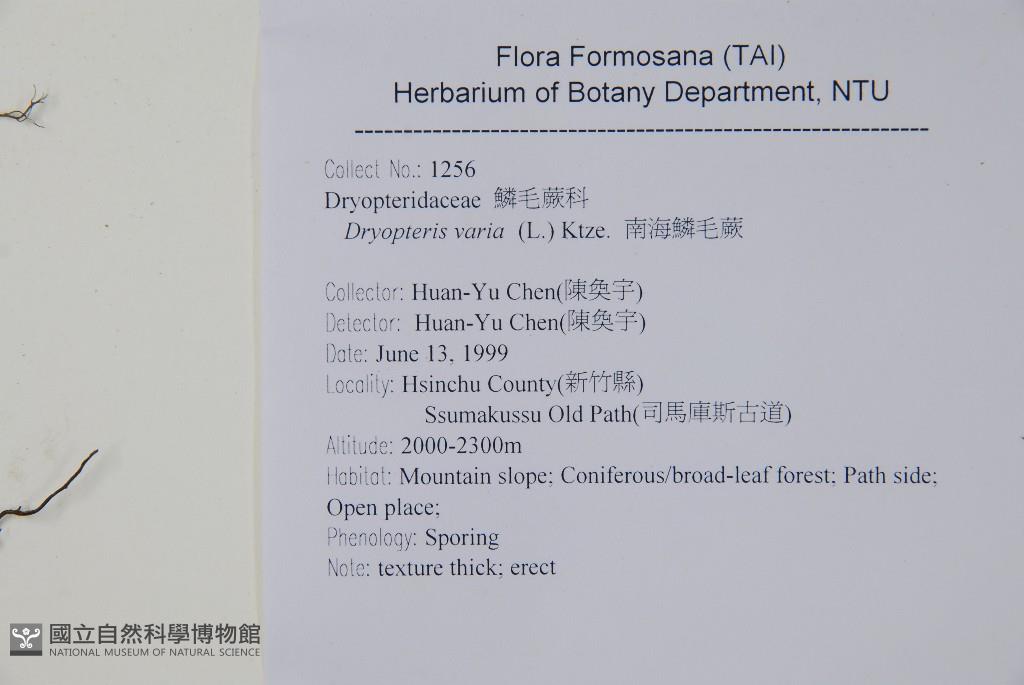 Flora Formosana (TAI)
Herbarium of Botany Department, NTU
------------------------------------------------------------------
Collect No.: 1256
Dryopteridaceae 鱗毛蕨科
Dryopteris varia (L.) Ktze. 南海鱗毛蕨
Collector: Huan-Yu Chen(陳奐宇)
Detector: Huan-Yu Chen(陳奐宇)
Date: June 13, 1999
Locality: Hsinchu County(新竹縣)
Ssumakussu Old Path(司馬庫斯古道)
Altitude: 2000-2300m
Habitat: Mountain slope; Coniferous/broad-leaf forest; Path side;
Open place;
Phenology: Sporing
Note: texture thick; erect
國立自然科學博物館
NATIONAL MUSEUM OF NATURAL SCIENCE